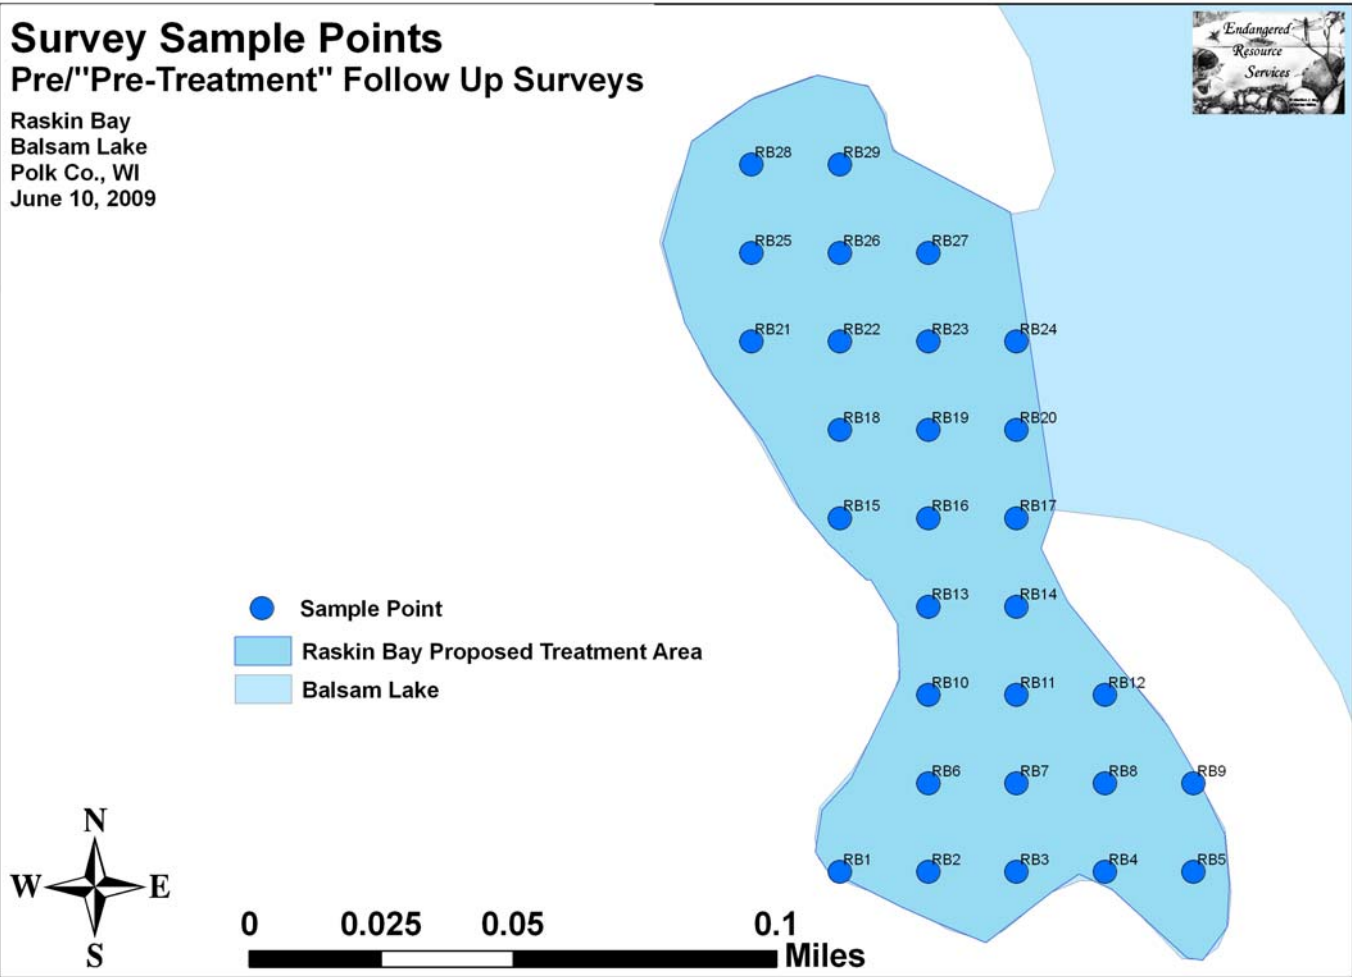 Survey Sample Points
Pre/"Pre-Treatment" Follow Up Surveys
Raskin Bay
Balsam Lake
Polk Co., WI
June 10, 2009
Endangered
Resource
Services
RB28 RB29
RB25 RB26 RB27
RB21 RB22 RB23 RB24
RB18 RB19 RB20
RB15 RB16 RB17
RB13 RB14
RB10 RB11 RB12
RB6 RB7 RB8 RB9
RB1 RB2 RB3 RB4 RB5
Sample Point
Raskin Bay Proposed Treatment Area
Balsam Lake
N
W E
S
0 0.025 0.05 0.1
Miles